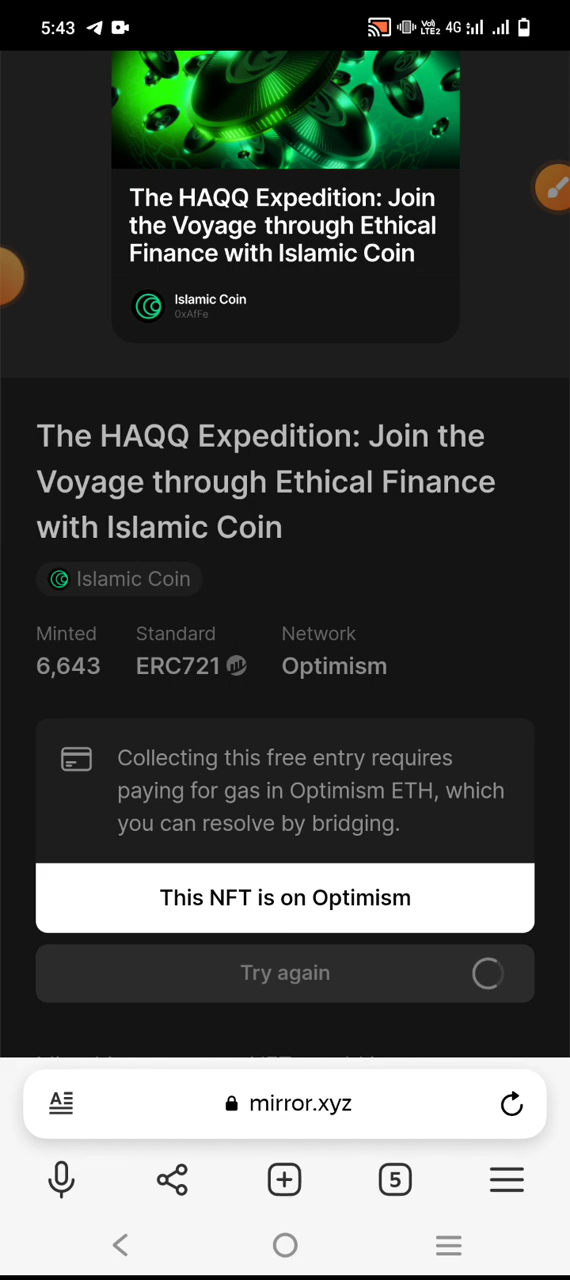 5:43
Vo)
LTE2
4G
The HAQQ Expedition: Join
the Voyage through Ethical
Finance with Islamic Coin
Islamic Coin
0xAfFe
The HAQQ Expedition: Join the
Voyage through Ethical Finance
with Islamic Coin
Islamic Coin
Minted Standard Network
6,643 ERC721 Optimism
Collecting this free entry requires
paying for gas in Optimism ETH, which
you can resolve by bridging.
This NFT is on Optimism
Try again
mirror.xyz
5